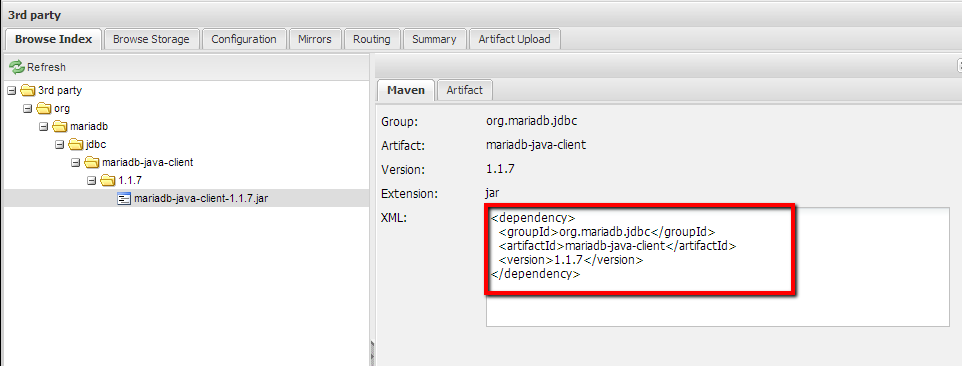 3rd party
Browse Index Browse Storage Configuration Mirrors Routing Summary Artifact Upload
Refresh
3rd party
org
mariadb
jdbc
mariadb-java-client
1.1.7
mariadb-java-client-1.1.7.jar
Maven Artifact
Group: org.mariadb.jdbc
Artifact: mariadb-java-client
Version: 1.1.7
Extension: jar
XML: <dependency>
<groupId>org.mariadb.jdbc</groupId>
<artifactId>mariadb-java-client</artifactId>
<version>1.1.7</version>
</dependency>